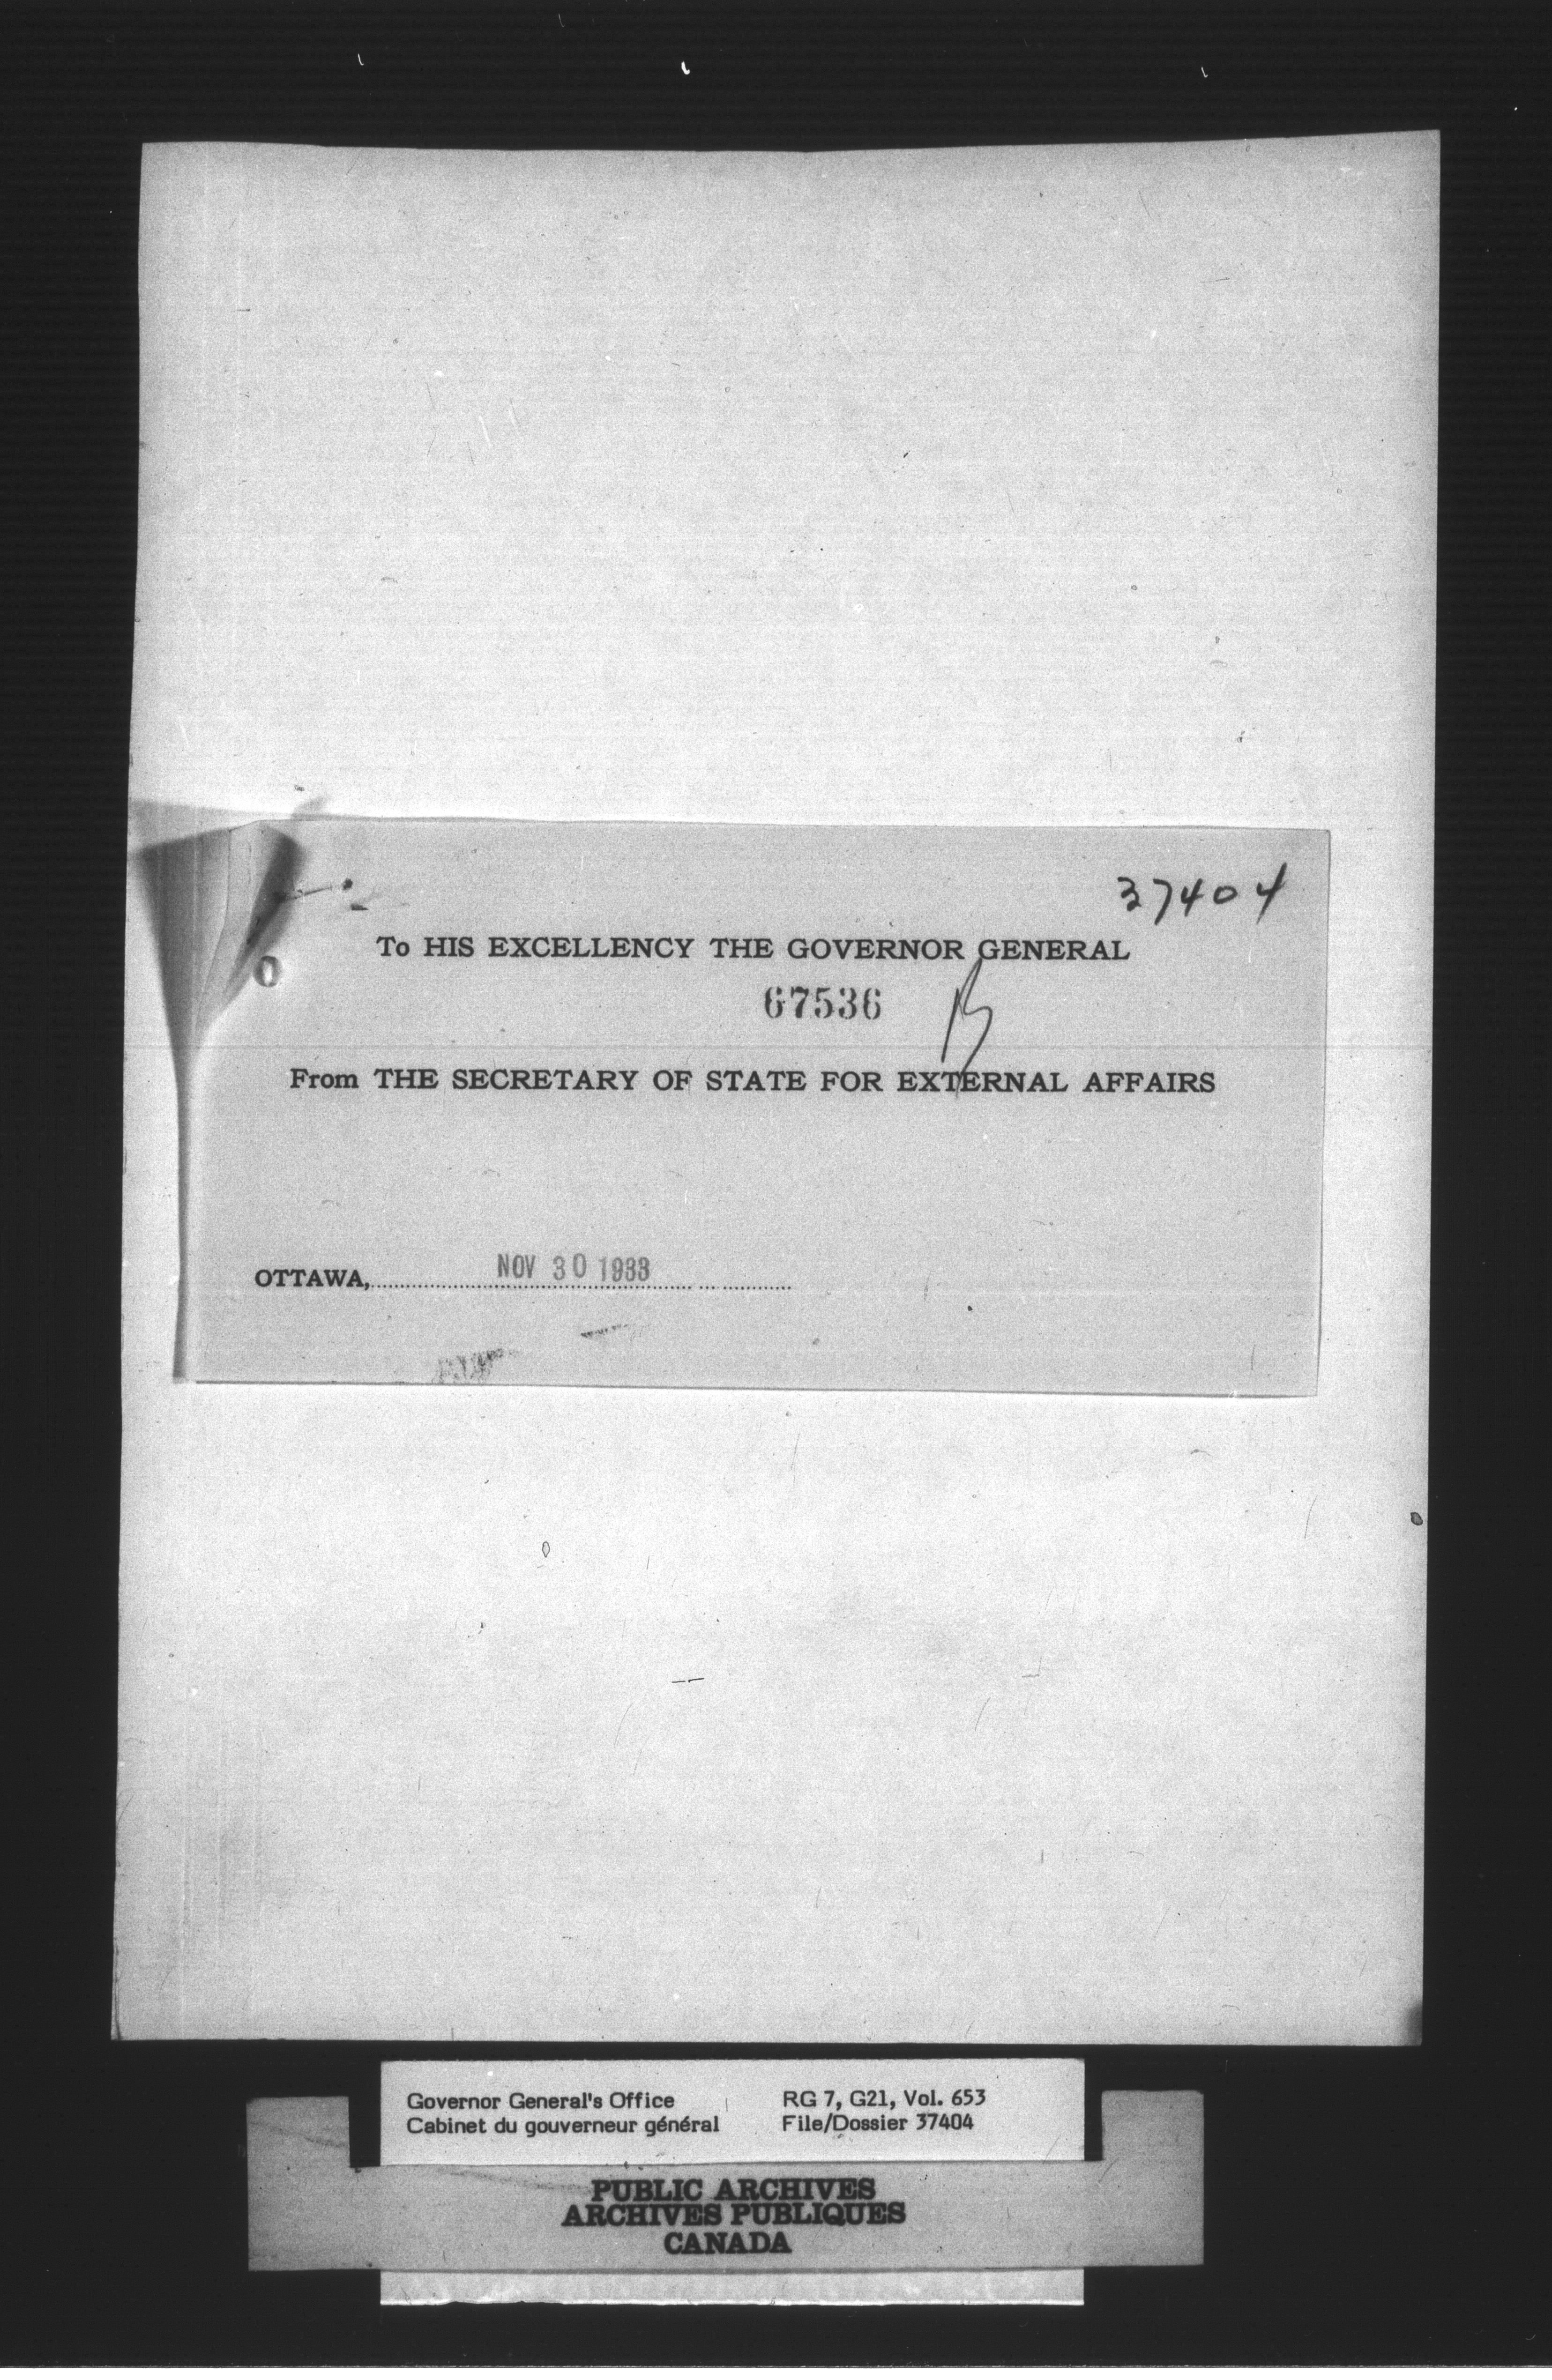 37404
To HIS EXCELLENCY THE GOVERNOR GENERAL
67536
From THE SECRETARY OF STATE FOR EXTERNAL AFFAIRS
OTTAWA, NOV 30 1933
Governor General's Office RG 7, G21, Vol. 653
Cabinet du gouverneur général File/Dossier 37404
PUBLIC ARCHIVES
ARCHIVES PUBLIQUES
CANADA